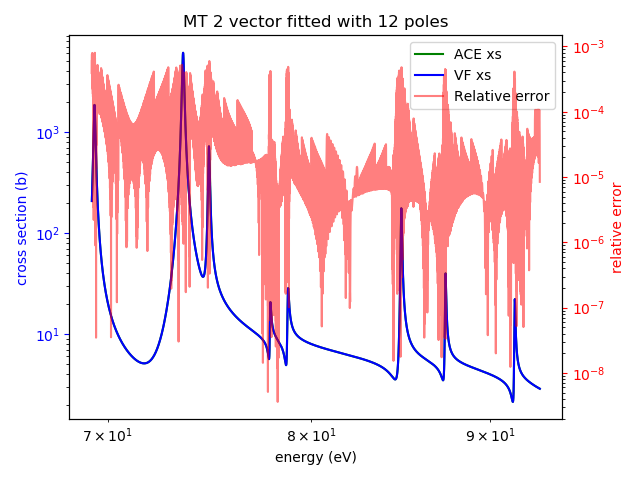 MT 2 vector fitted with 12 poles
ACE xs
VF xs
Relative error
10³
10²
10¹
cross section (b)
10⁻³
10⁻⁴
10⁻⁵
10⁻⁶
10⁻⁷
10⁻⁸
relative error
7 × 10¹ 8 × 10¹ 9 × 10¹
energy (eV)